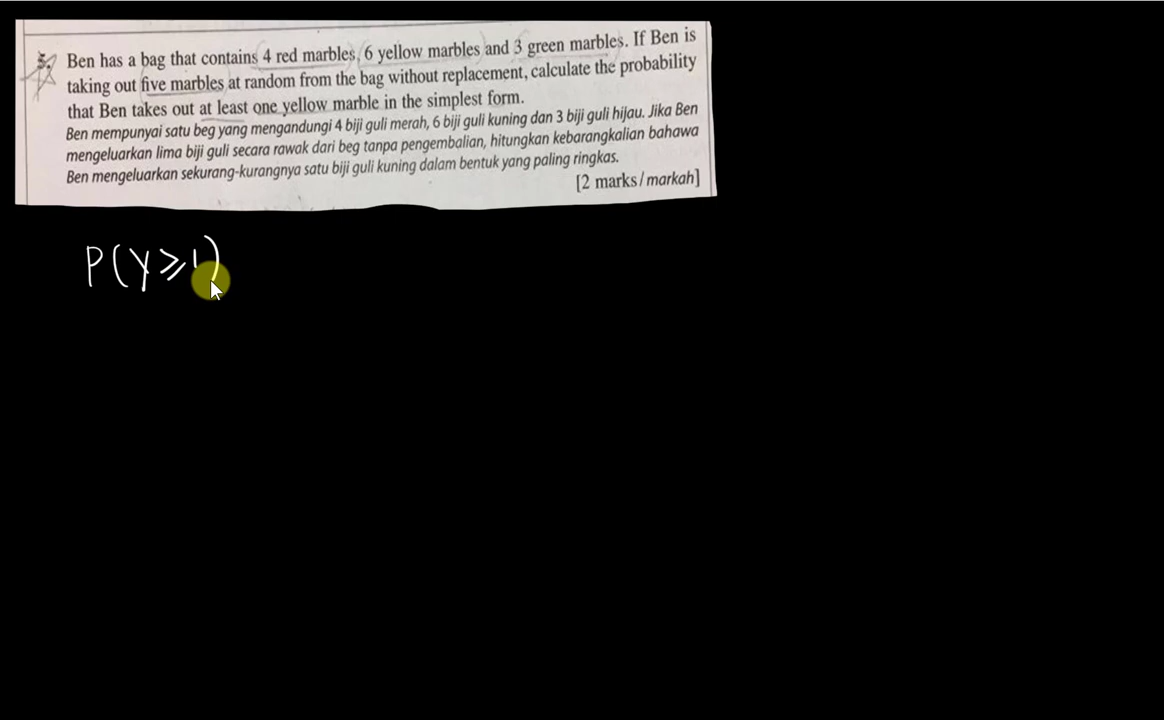 5. Ben has a bag that contains 4 red marbles, 6 yellow marbles and 3 green marbles. If Ben is
taking out five marbles at random from the bag without replacement, calculate the probability
that Ben takes out at least one yellow marble in the simplest form.
Ben mempunyai satu beg yang mengandungi 4 biji guli merah, 6 biji guli kuning dan 3 biji guli hijau. Jika Ben
mengeluarkan lima biji guli secara rawak dari beg tanpa pengembalian, hitungkan kebarangkalian bahawa
Ben mengeluarkan sekurang-kurangnya satu biji guli kuning dalam bentuk yang paling ringkas.
[2 marks/markah]
P(Y⩾1)